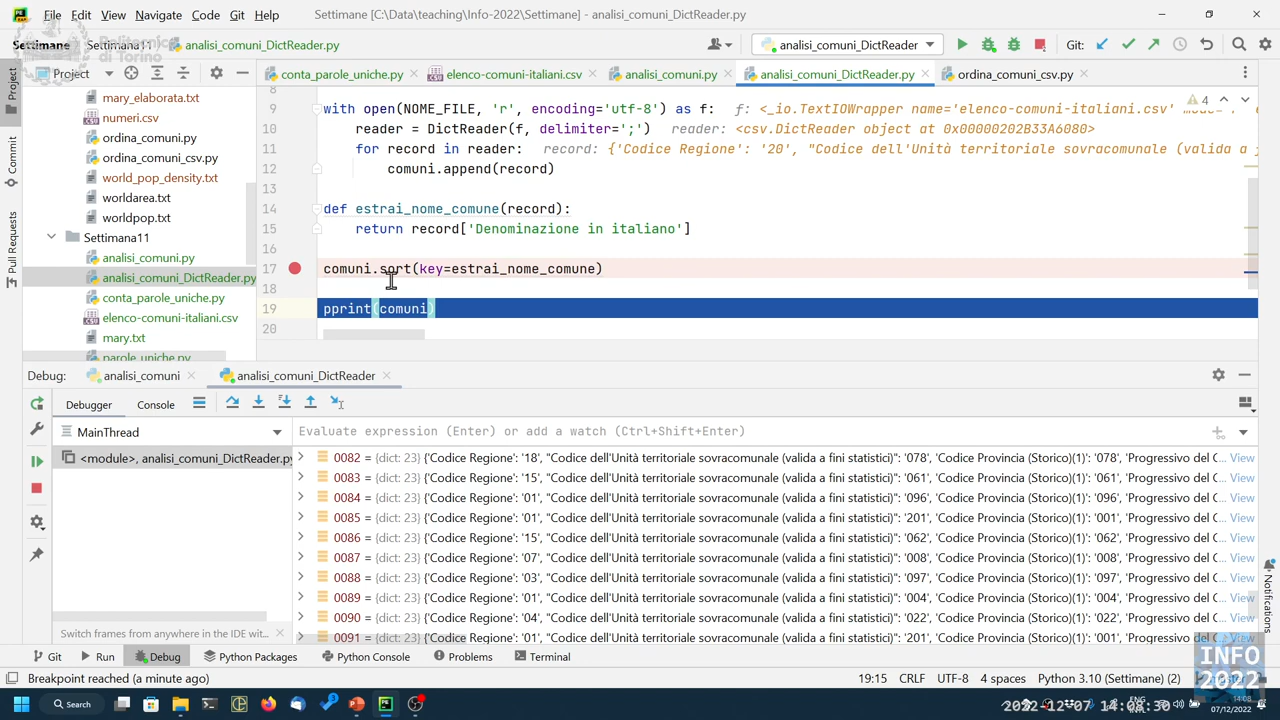 File Edit View Navigate Code Git Help Settimane [C:\Data\teaching\Info-2022\Settimane] - analisi_comuni_DictReader.py
Settimane Settimana11 analisi_comuni_DictReader.py analisi_comuni_DictReader Git:
Politecnico
di Torino
Project conta_parole_uniche.py elenco-comuni-italiani.csv analisi_comuni.py analisi_comuni_DictReader.py ordina_comuni_csv.py
Project
Commit
Pull Requests
Notifications
mary_elaborata.txt
numeri.csv
ordina_comuni.py
ordina_comuni_csv.py
world_pop_density.txt
worldarea.txt
worldpop.txt
Settimana11
analisi_comuni.py
analisi_comuni_DictReader.py
conta_parole_uniche.py
elenco-comuni-italiani.csv
mary.txt
parole_uniche.py
4
9 with open(NOME_FILE, 'r', encoding='utf-8') as f: f: <_io.TextIOWrapper name='elenco-comuni-italiani.csv'
10 reader = DictReader(f, delimiter=';') reader: <csv.DictReader object at 0x00000202B33A6080>
11 for record in reader: record: {'Codice Regione': '20', "Codice dell'Unità territoriale sovracomunale (valida a
12 comuni.append(record)
13
14 def estrai_nome_comune(record):
15 return record['Denominazione in italiano']
16
17 comuni.sort(key=estrai_nome_comune)
18
19 pprint(comuni)
20
Debug: analisi_comuni analisi_comuni_DictReader
Debugger Console
MainThread
<module>, analisi_comuni_DictReader.py
Evaluate expression (Enter) or add a watch (Ctrl+Shift+Enter)
0082 = {dict: 23} {'Codice Regione': '18', "Codice dell'Unità territoriale sovracomunale (valida a fini statistici)": '078', 'Codice Provincia (Storico)(1)': '078', 'Progressivo del C... View
0083 = {dict: 23} {'Codice Regione': '15', "Codice dell'Unità territoriale sovracomunale (valida a fini statistici)": '061', 'Codice Provincia (Storico)(1)': '061', 'Progressivo del C... View
0084 = {dict: 23} {'Codice Regione': '01', "Codice dell'Unità territoriale sovracomunale (valida a fini statistici)": '096', 'Codice Provincia (Storico)(1)': '096', 'Progressivo del C... View
0085 = {dict: 23} {'Codice Regione': '01', "Codice dell'Unità territoriale sovracomunale (valida a fini statistici)": '201', 'Codice Provincia (Storico)(1)': '001', 'Progressivo del C... View
0086 = {dict: 23} {'Codice Regione': '15', "Codice dell'Unità territoriale sovracomunale (valida a fini statistici)": '062', 'Codice Provincia (Storico)(1)': '062', 'Progressivo del C... View
0087 = {dict: 23} {'Codice Regione': '07', "Codice dell'Unità territoriale sovracomunale (valida a fini statistici)": '008', 'Codice Provincia (Storico)(1)': '008', 'Progressivo del C... View
0088 = {dict: 23} {'Codice Regione': '03', "Codice dell'Unità territoriale sovracomunale (valida a fini statistici)": '097', 'Codice Provincia (Storico)(1)': '097', 'Progressivo del C... View
0089 = {dict: 23} {'Codice Regione': '01', "Codice dell'Unità territoriale sovracomunale (valida a fini statistici)": '004', 'Codice Provincia (Storico)(1)': '004', 'Progressivo del C... View
0090 = {dict: 23} {'Codice Regione': '04', "Codice dell'Unità territoriale sovracomunale (valida a fini statistici)": '022', 'Codice Provincia (Storico)(1)': '022', 'Progressivo del C... View
0091 = {dict: 23} {'Codice Regione': '01', "Codice dell'Unità territoriale sovracomunale (valida a fini statistici)": '201', 'Codice Provincia (Storico)(1)': '001', 'Progressivo del C... View
Switch frames from anywhere in the IDE wit...
Git Run Debug Python Packages Python Console Problems Terminal
Breakpoint reached (a minute ago) 19:15 CRLF UTF-8 4 spaces Python 3.10 (Settimane) (2) master
INFO
2022
Search
2022-12-07 14:08:30
ENG
14:08
07/12/2022